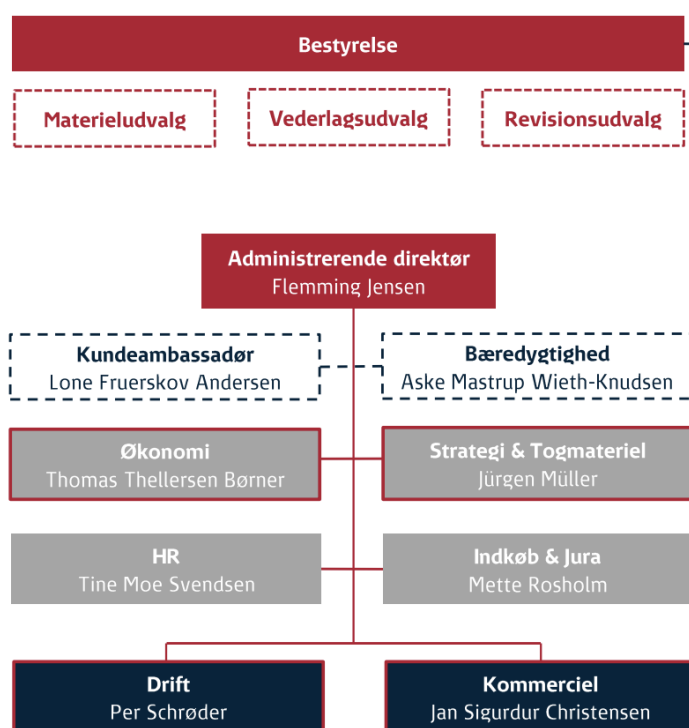 Bestyrelse
Materieludvalg
Vederlagsudvalg
Revisionsudvalg
Administrerende direktør
Flemming Jensen
Kundeambassadør
Lone Fruerskov Andersen
Bæredygtighed
Aske Mastrup Wieth-Knudsen
Økonomi
Thomas Thellersen Børner
Strategi & Togmateriel
Jürgen Müller
HR
Tine Moe Svendsen
Indkøb & Jura
Mette Rosholm
Drift
Per Schrøder
Kommerciel
Jan Sigurdur Christensen